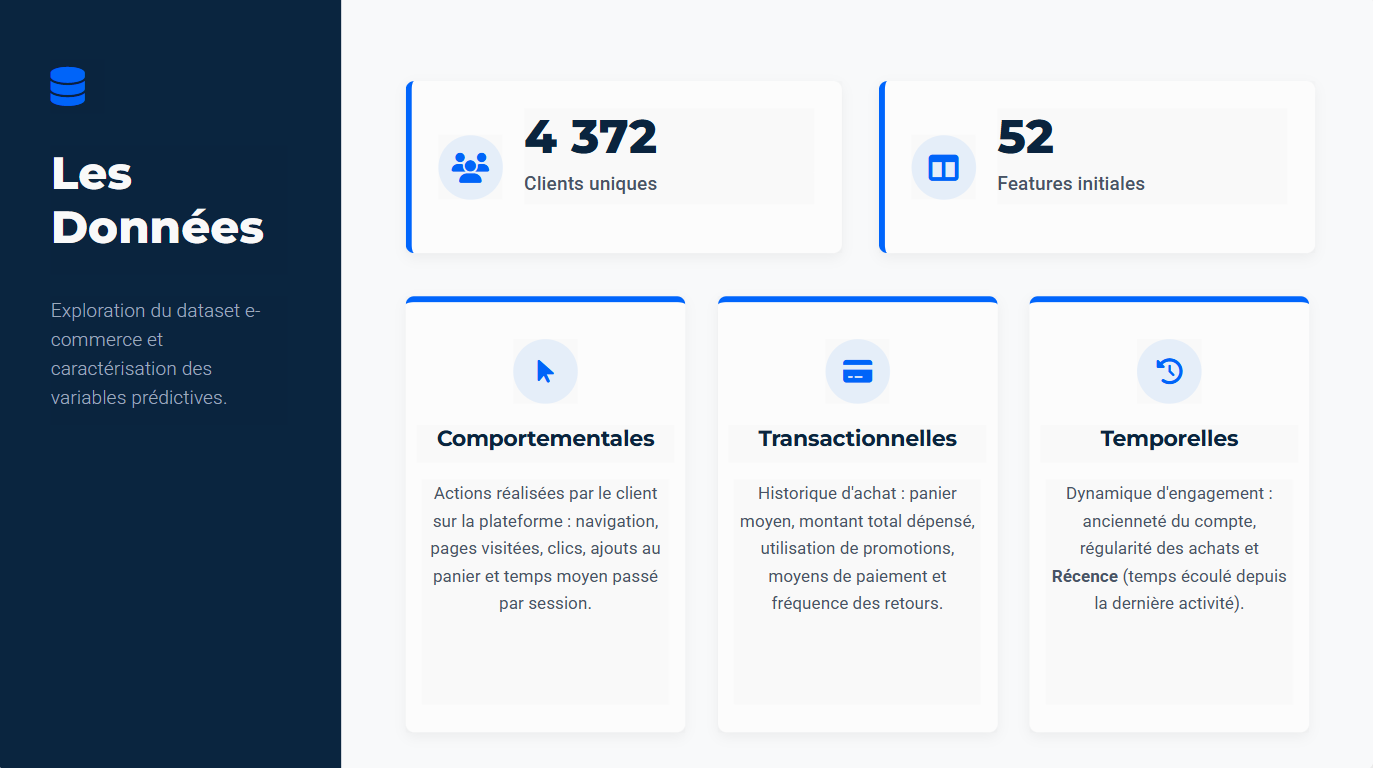 Les
Données
Exploration du dataset e-
commerce et
caractérisation des
variables prédictives.
4 372
Clients uniques
52
Features initiales
Comportementales
Actions réalisées par le client
sur la plateforme : navigation,
pages visitées, clics, ajouts au
panier et temps moyen passé
par session.
Transactionnelles
Historique d'achat : panier
moyen, montant total dépensé,
utilisation de promotions,
moyens de paiement et
fréquence des retours.
Temporelles
Dynamique d'engagement :
ancienneté du compte,
régularité des achats et
Récence (temps écoulé depuis
la dernière activité).